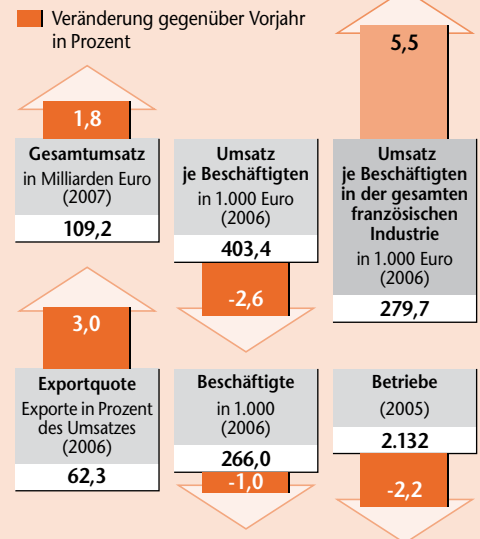 Veränderung gegenüber Vorjahr
in Prozent
1,8
Gesamtumsatz
in Milliarden Euro
(2007)
109,2
Umsatz
je Beschäftigten
in 1.000 Euro
(2006)
403,4
-2,6
5,5
Umsatz
je Beschäftigten
in der gesamten
französischen
Industrie
in 1.000 Euro
(2006)
279,7
3,0
Exportquote
Exporte in Prozent
des Umsatzes
(2006)
62,3
Beschäftigte
in 1.000
(2006)
266,0
-1,0
Betriebe
(2005)
2.132
-2,2